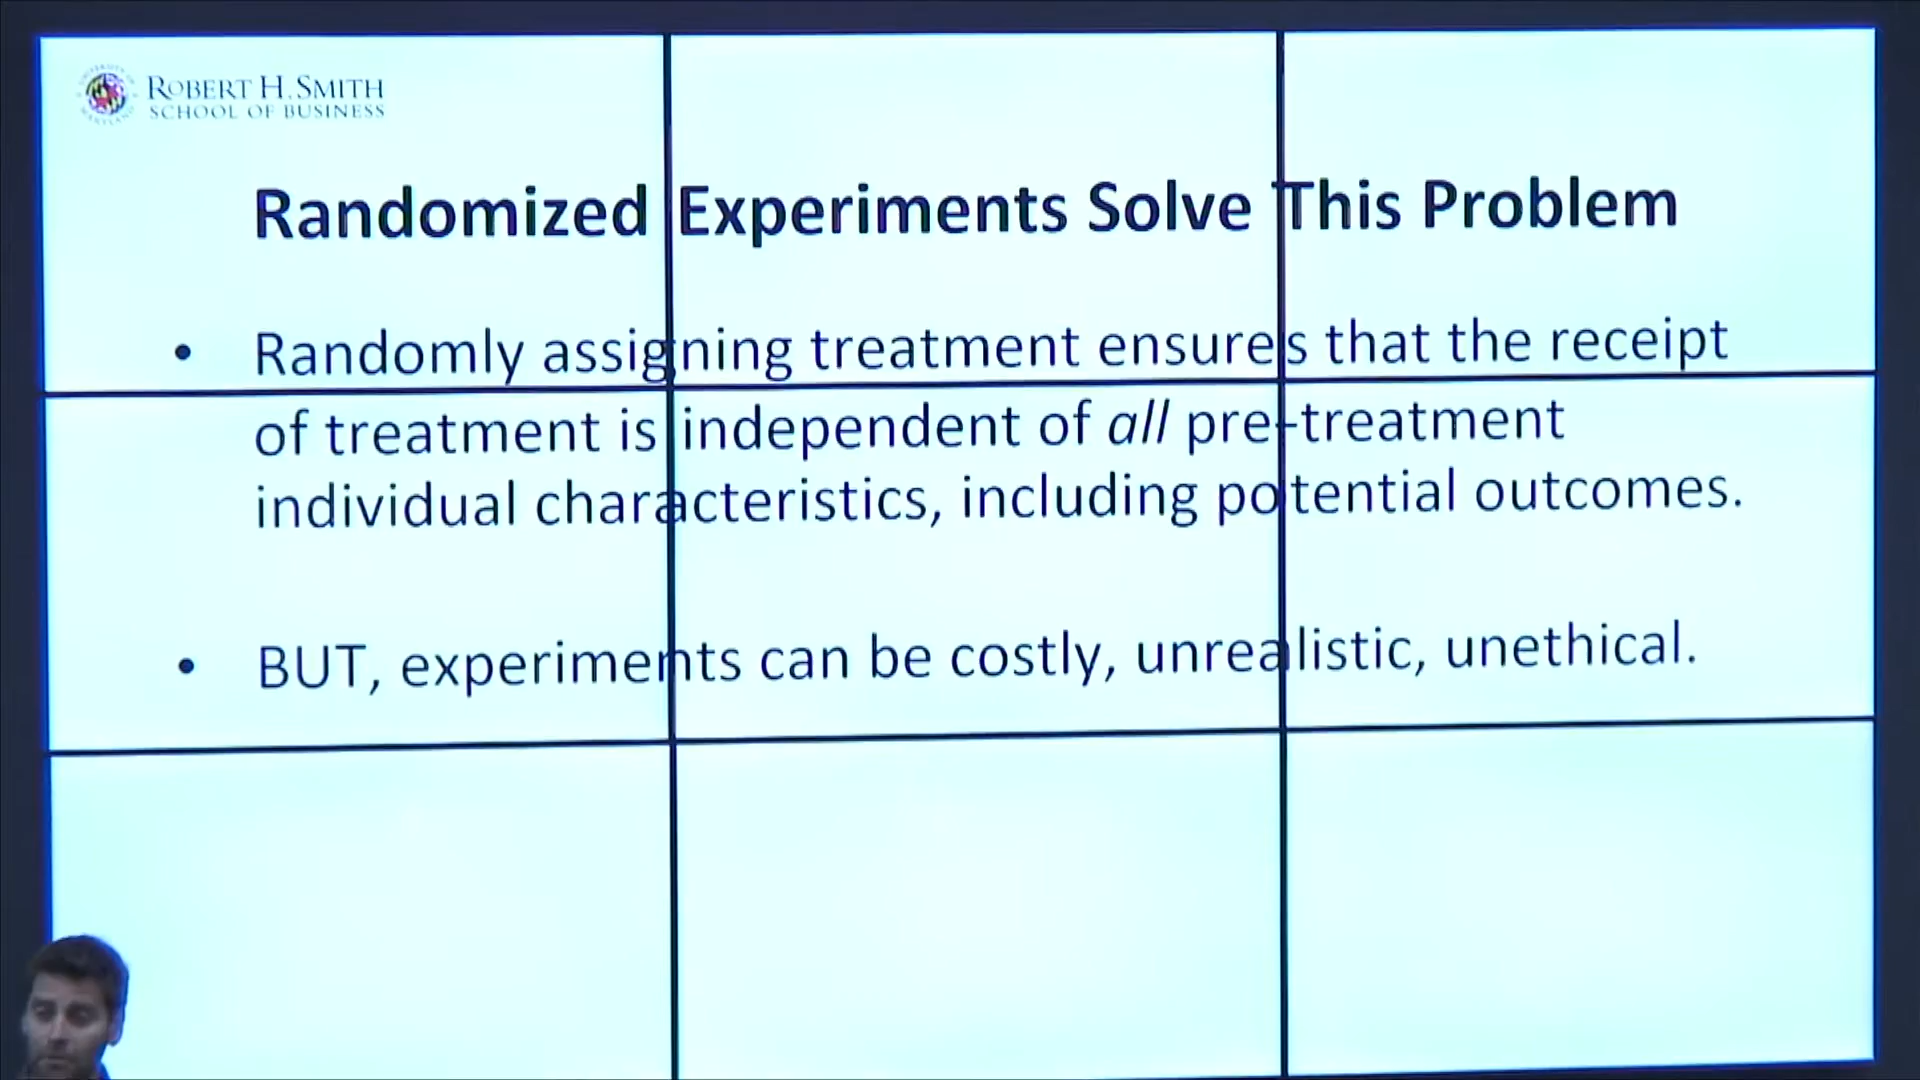 ROBERT H. SMITH
SCHOOL OF BUSINESS
Randomized Experiments Solve This Problem
• Randomly assigning treatment ensures that the receipt
of treatment is independent of all pre-treatment
individual characteristics, including potential outcomes.
• BUT, experiments can be costly, unrealistic, unethical.